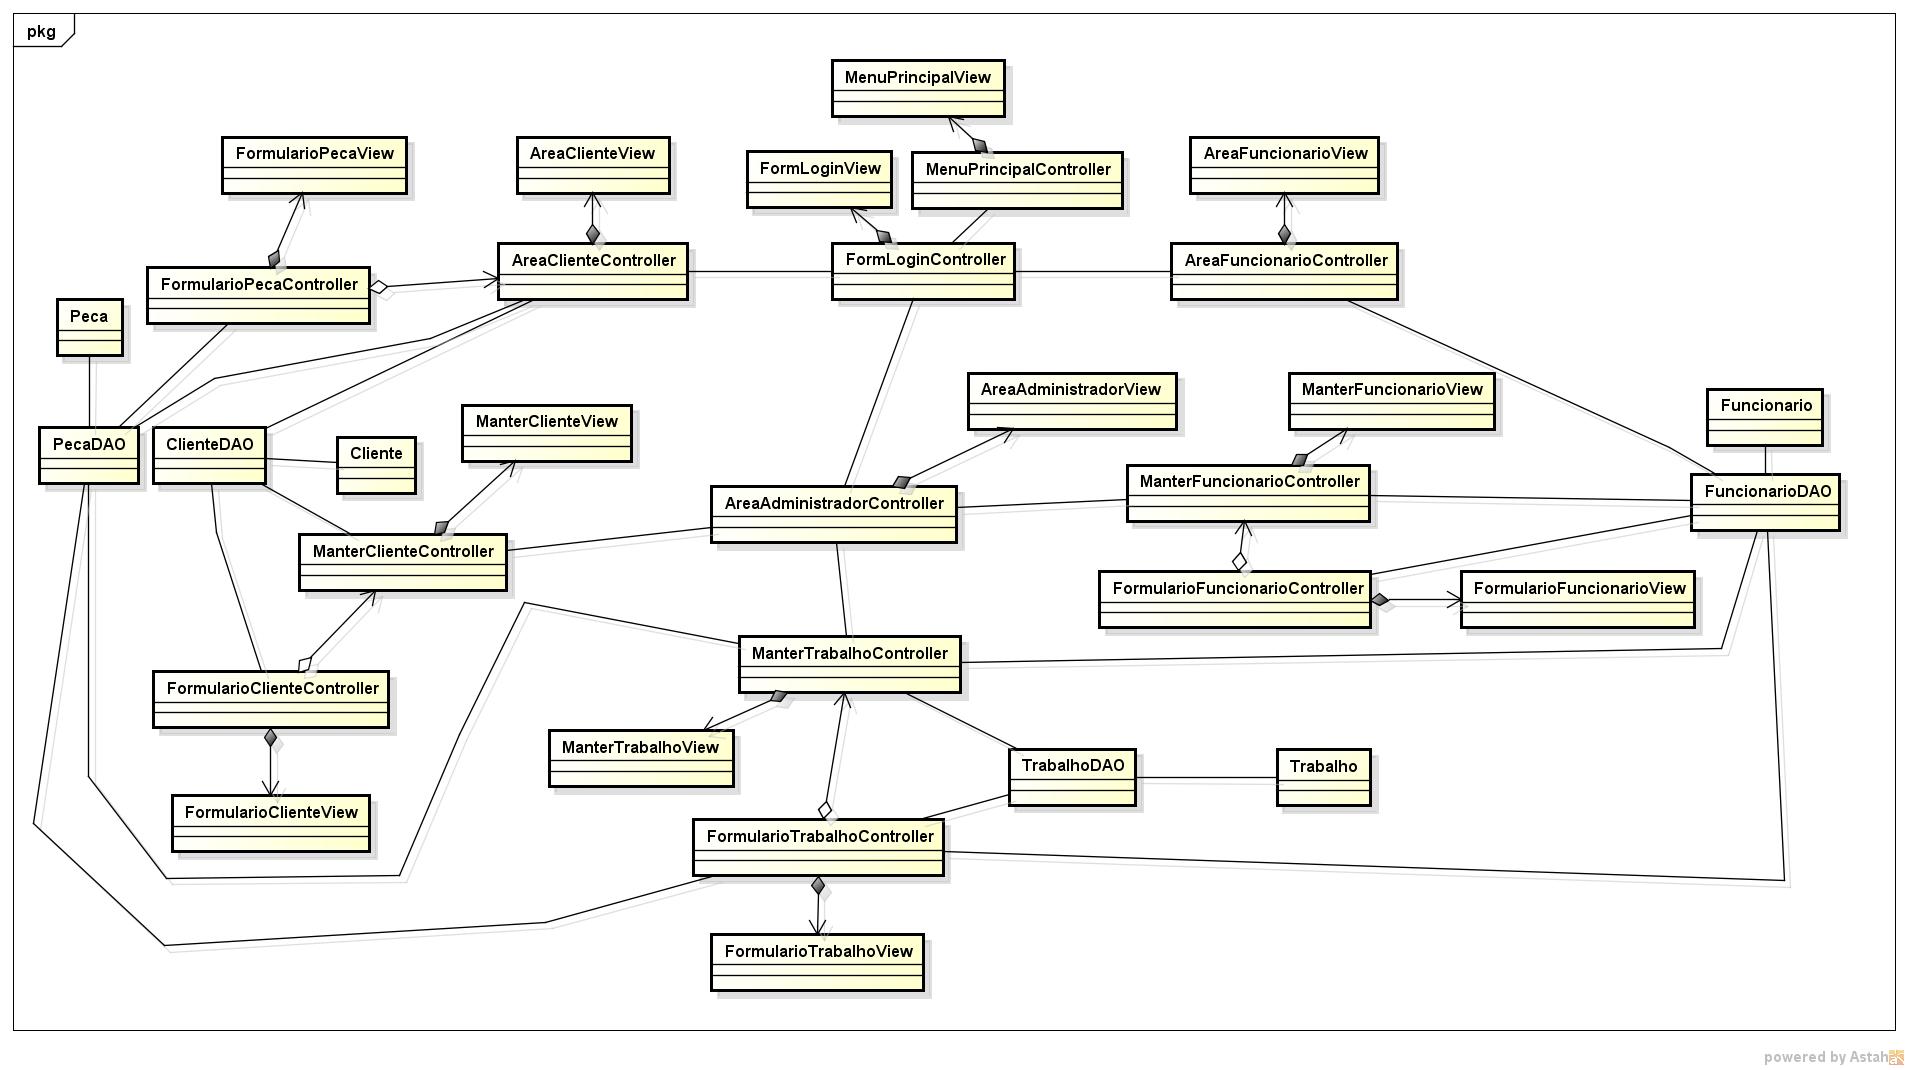 pkg
MenuPrincipalView
FormularioPecaView
AreaClienteView
FormLoginView
MenuPrincipalController
AreaFuncionarioView
FormularioPecaController
AreaClienteController
FormLoginController
AreaFuncionarioController
Peca
AreaAdministradorView
ManterFuncionarioView
Funcionario
PecaDAO
ClienteDAO
Cliente
ManterClienteView
ManterFuncionarioController
FuncionarioDAO
AreaAdministradorController
ManterClienteController
FormularioFuncionarioController
FormularioFuncionarioView
ManterTrabalhoController
FormularioClienteController
ManterTrabalhoView
TrabalhoDAO
Trabalho
FormularioClienteView
FormularioTrabalhoController
FormularioTrabalhoView
powered by Astah